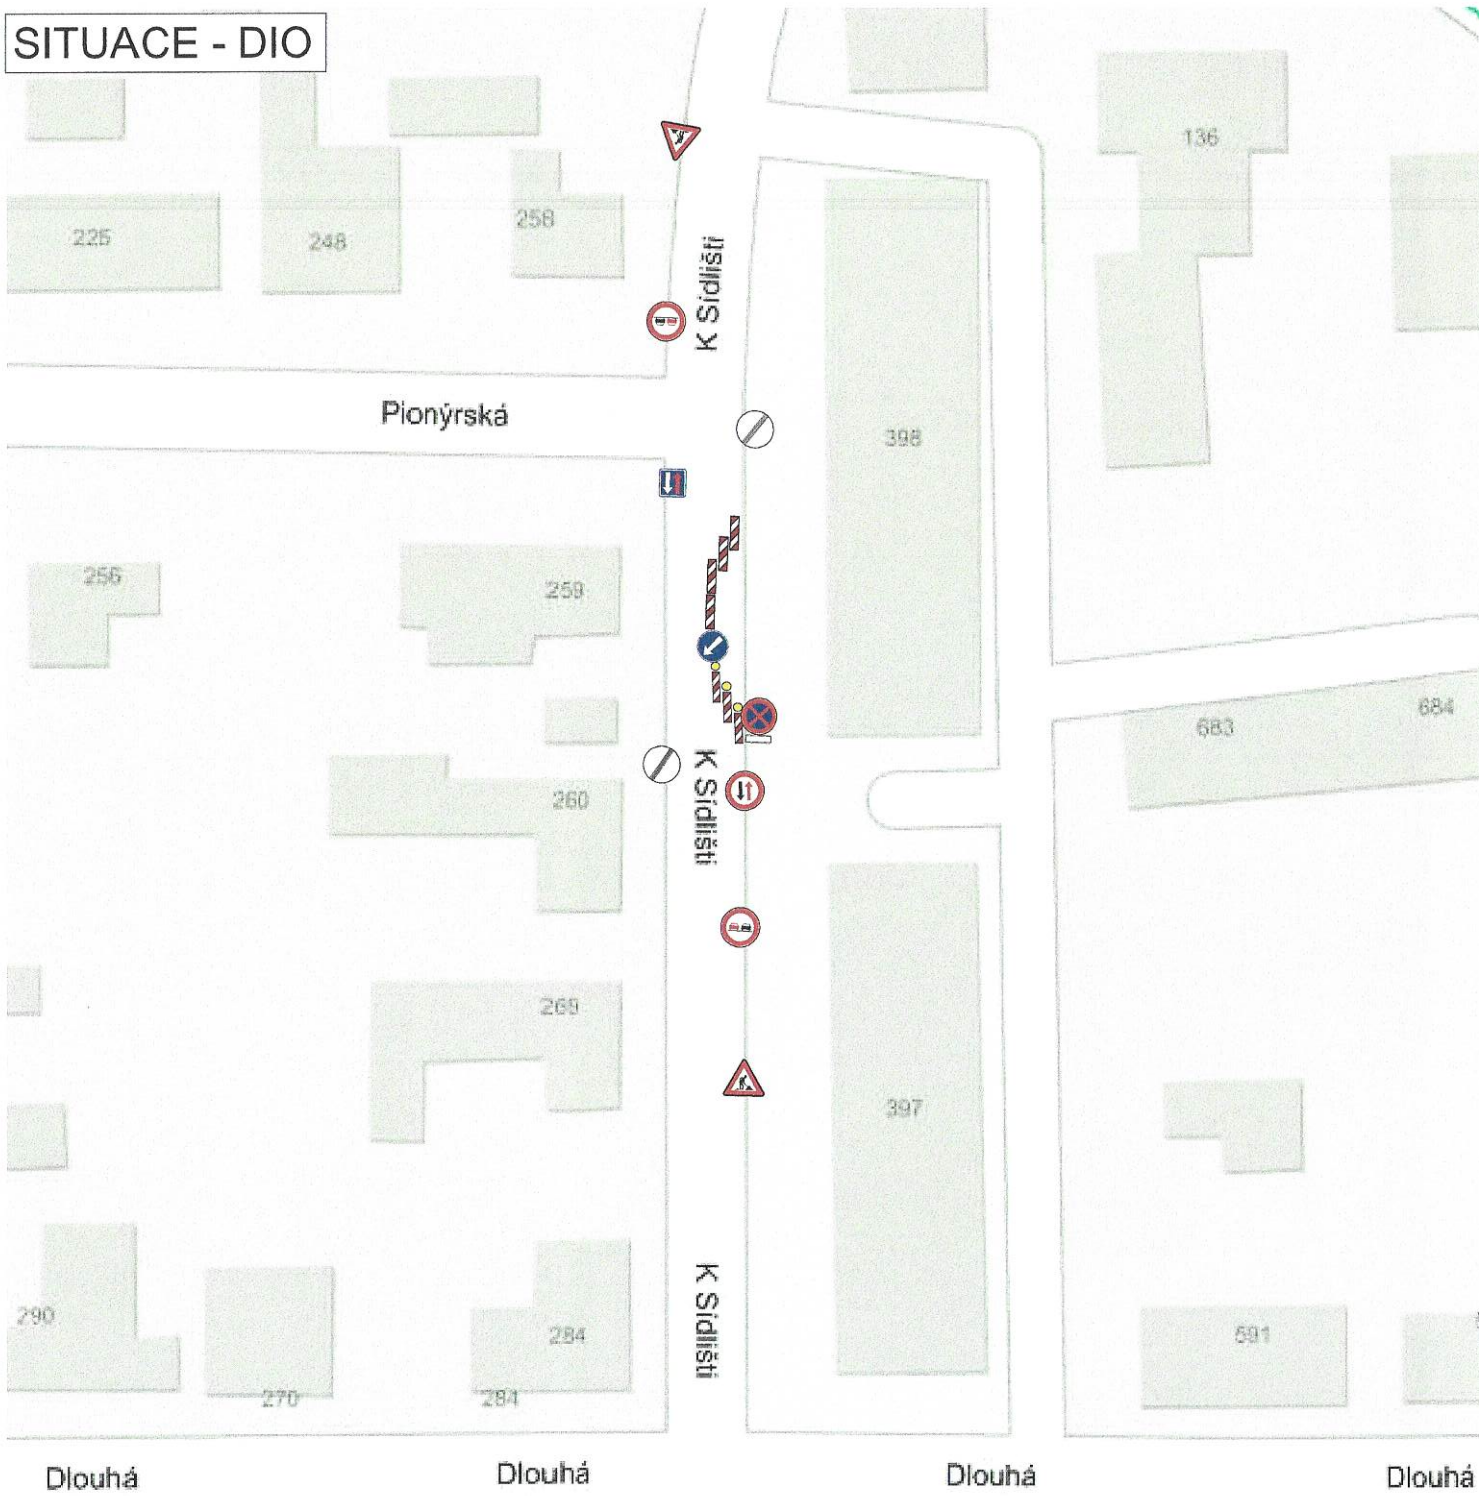 SITUACE - DIO
136
258
225
248
K Sídlišti
Pionýrská
398
256
259
684
683
260
K Sídlišti
269
397
K Sídlišti
290
284
591
270
284
Dlouhá
Dlouhá
Dlouhá
Dlouhá